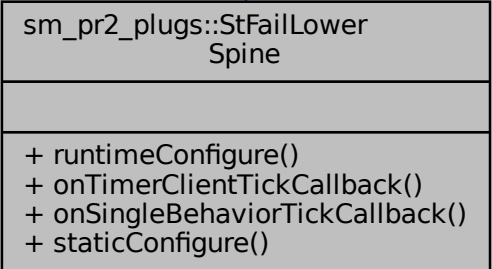 sm_pr2_plugs::StFailLower
Spine
+ runtimeConfigure()
+ onTimerClientTickCallback()
+ onSingleBehaviorTickCallback()
+ staticConfigure()